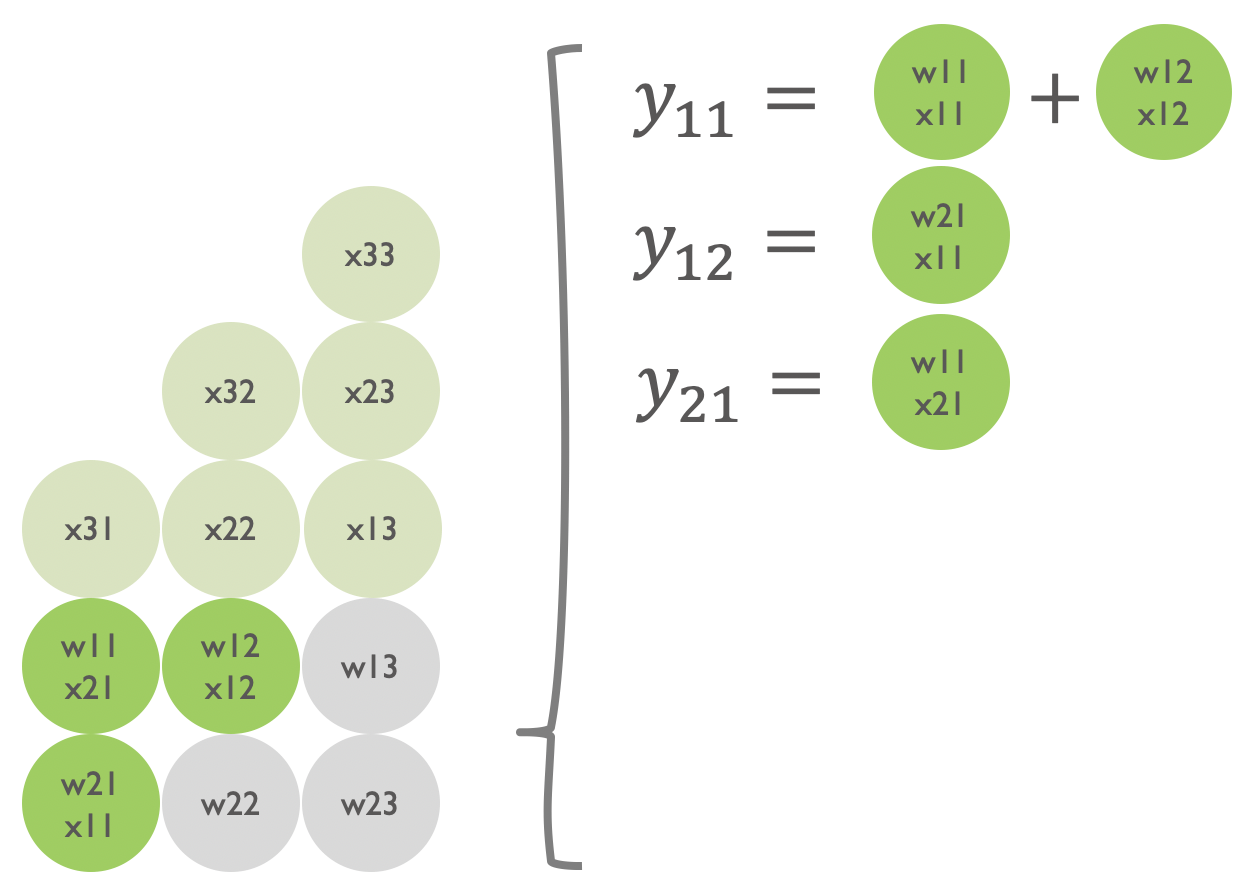 x33
x32
x23
x31
x22
x13
w11
x21
w12
x12
w13
w21
x11
w22
w23
y11 =
w11
x11
+
w12
x12
y12 =
w21
x11
y21 =
w11
x21